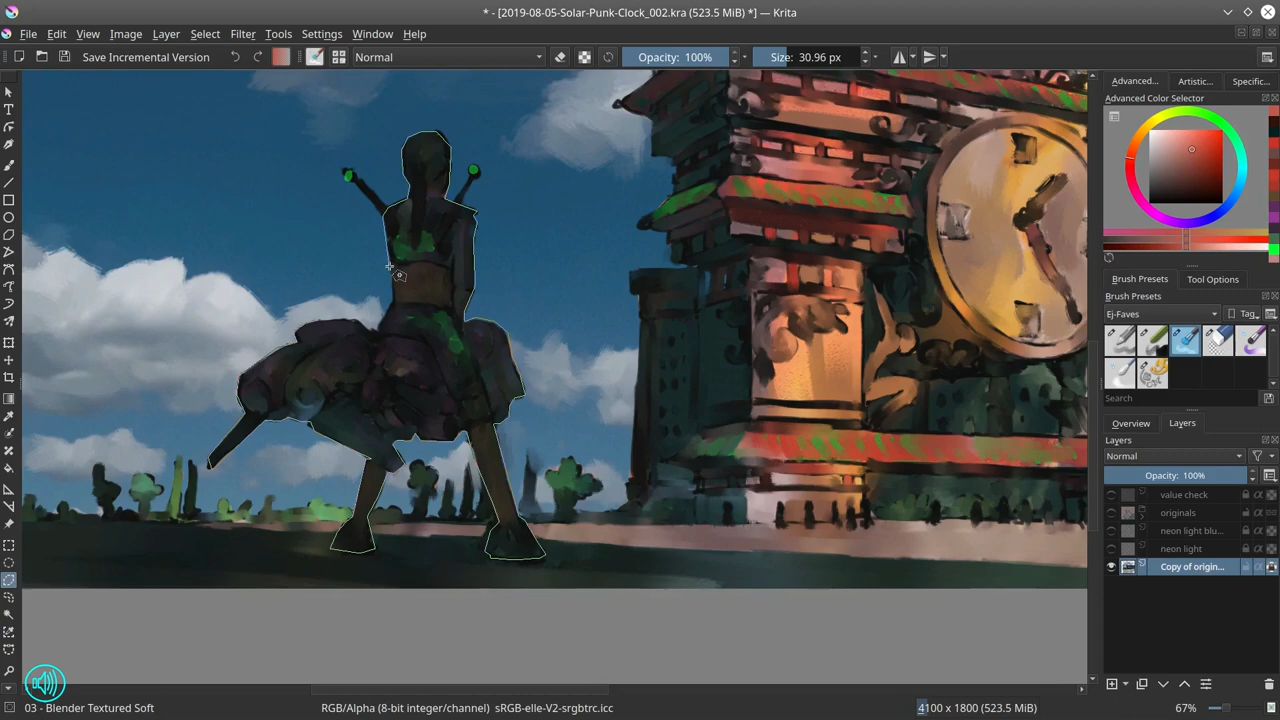 * - [2019-08-05-Solar-Punk-Clock_002.kra (523.5 MiB) *] — Krita
File Edit View Image Layer Select Filter Tools Settings Window Help
Save Incremental Version Normal Opacity: 100% Size: 30.96 px
Advanced... Artistic... Specific...
Advanced Color Selector
Brush Presets Tool Options
Brush Presets
Ej-Faves Tag
Search
Overview Layers
Layers
Normal
Opacity: 100%
value check
originals
neon light blu...
neon light
Copy of origin...
03 - Blender Textured Soft RGB/Alpha (8-bit integer/channel) sRGB-elle-V2-srgbtrc.icc 4100 x 1800 (523.5 MiB) 67%